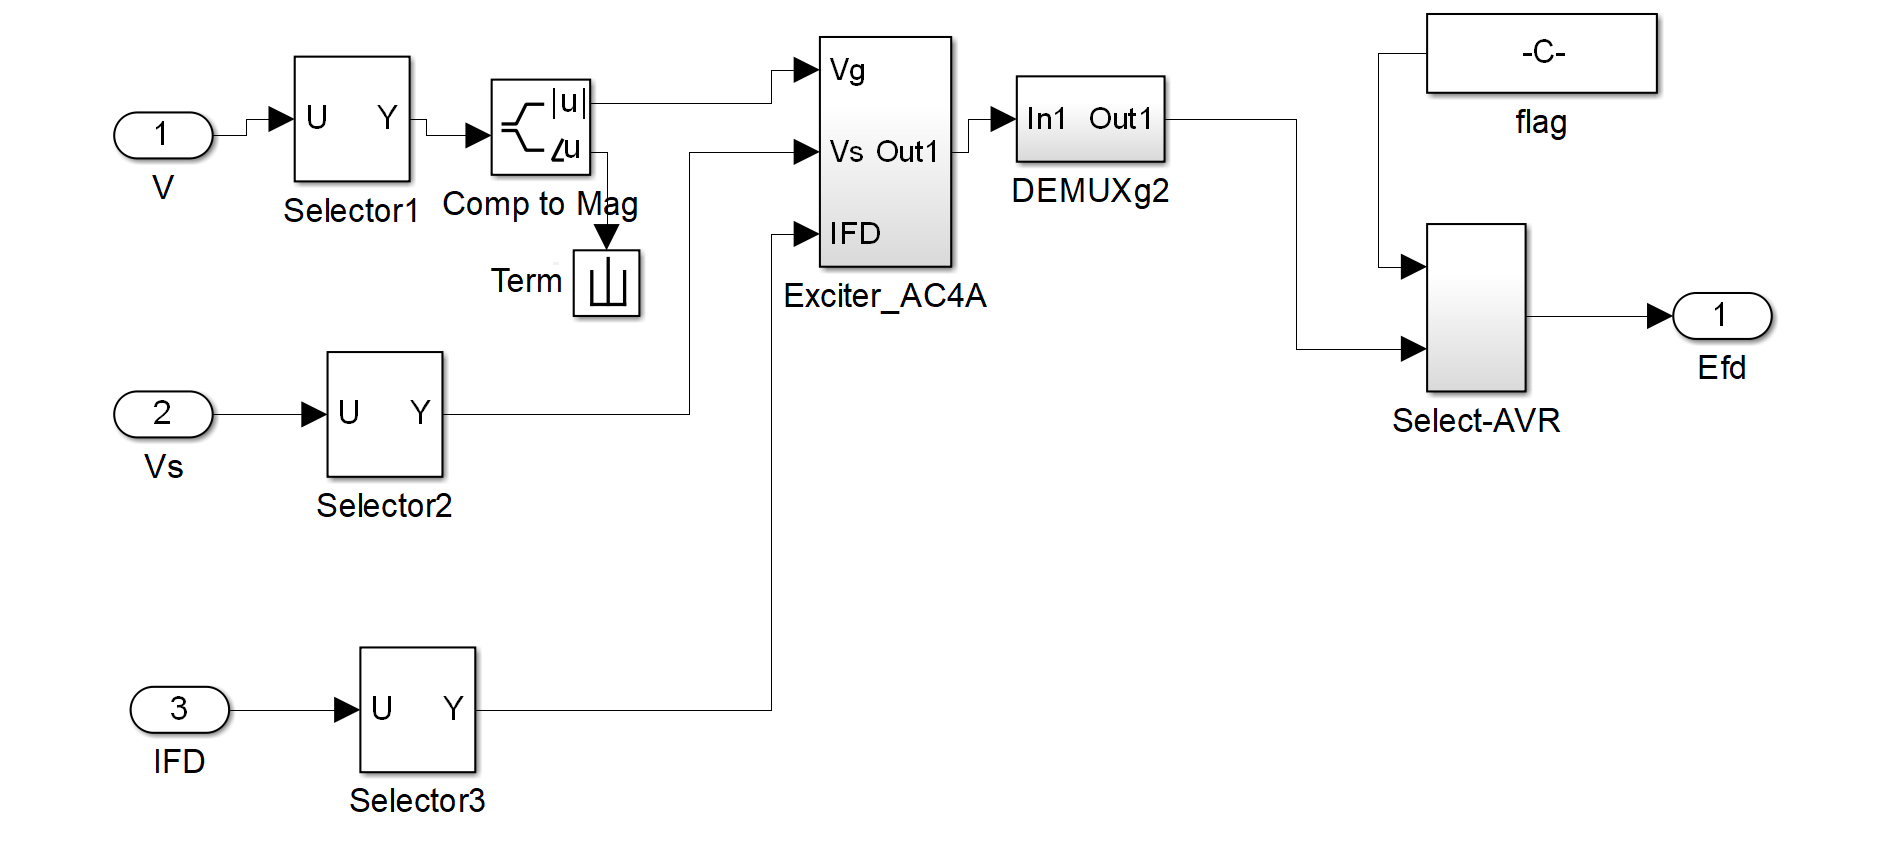 1
V
U Y
Selector1
|u|
∠u
Comp to Mag
Term
Vg
Vs Out1
IFD
Exciter_AC4A
In1 Out1
DEMUXg2
-C-
flag
Select-AVR
1
Efd
2
Vs
U Y
Selector2
3
IFD
U Y
Selector3